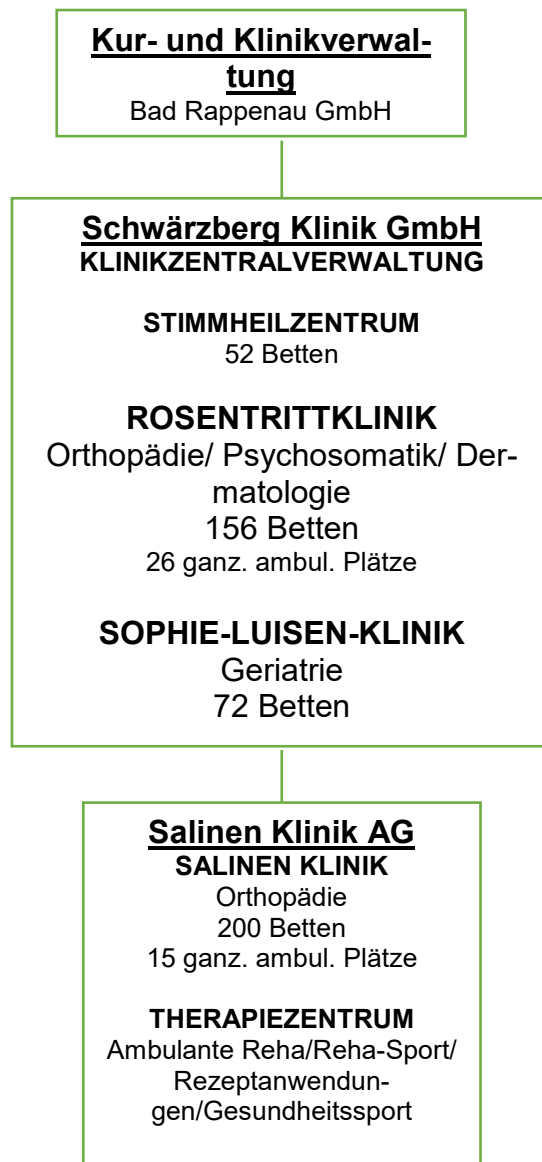 Kur- und Klinikverwal-
tung
Bad Rappenau GmbH
Schwärzberg Klinik GmbH
KLINIKZENTRALVERWALTUNG
STIMMHEILZENTRUM
52 Betten
ROSENTRITTKLINIK
Orthopädie/ Psychosomatik/ Der-
matologie
156 Betten
26 ganz. ambul. Plätze
SOPHIE-LUISEN-KLINIK
Geriatrie
72 Betten
Salinen Klinik AG
SALINEN KLINIK
Orthopädie
200 Betten
15 ganz. ambul. Plätze
THERAPIEZENTRUM
Ambulante Reha/Reha-Sport/
Rezeptanwendun-
gen/Gesundheitssport